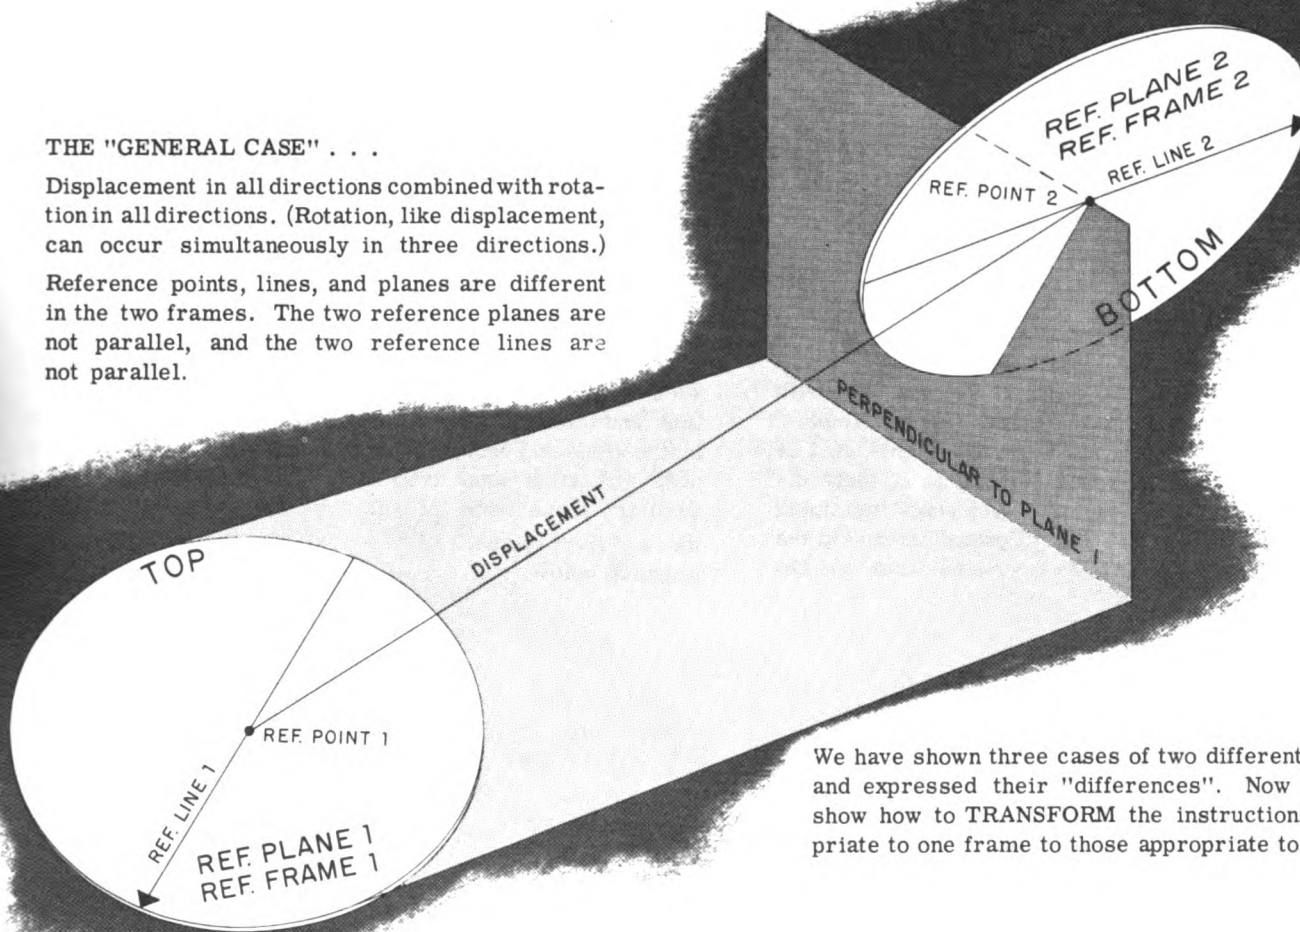 THE "GENERAL CASE" . . .
Displacement in all directions combined with rota-
tion in all directions. (Rotation, like displacement,
can occur simultaneously in three directions.)
Reference points, lines, and planes are different
in the two frames. The two reference planes are
not parallel, and the two reference lines are
not parallel.
REF. PLANE 2
REF. FRAME 2
REF. LINE 2
REF. POINT 2
BOTTOM
PERPENDICULAR TO PLANE 1
DISPLACEMENT
TOP
REF. POINT 1
REF. LINE 1
REF. PLANE 1
REF. FRAME 1
We have shown three cases of two different
and expressed their "differences". Now
show how to TRANSFORM the instruction
priate to one frame to those appropriate to